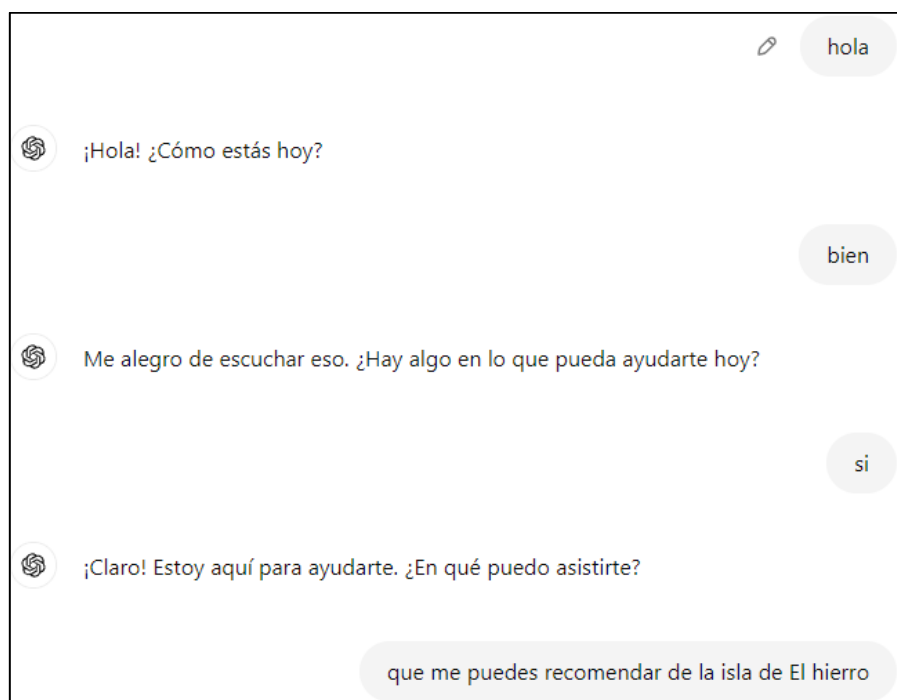 hola
¡Hola! ¿Cómo estás hoy?
bien
Me alegro de escuchar eso. ¿Hay algo en lo que pueda ayudarte hoy?
si
¡Claro! Estoy aquí para ayudarte. ¿En qué puedo asistirte?
que me puedes recomendar de la isla de El hierro